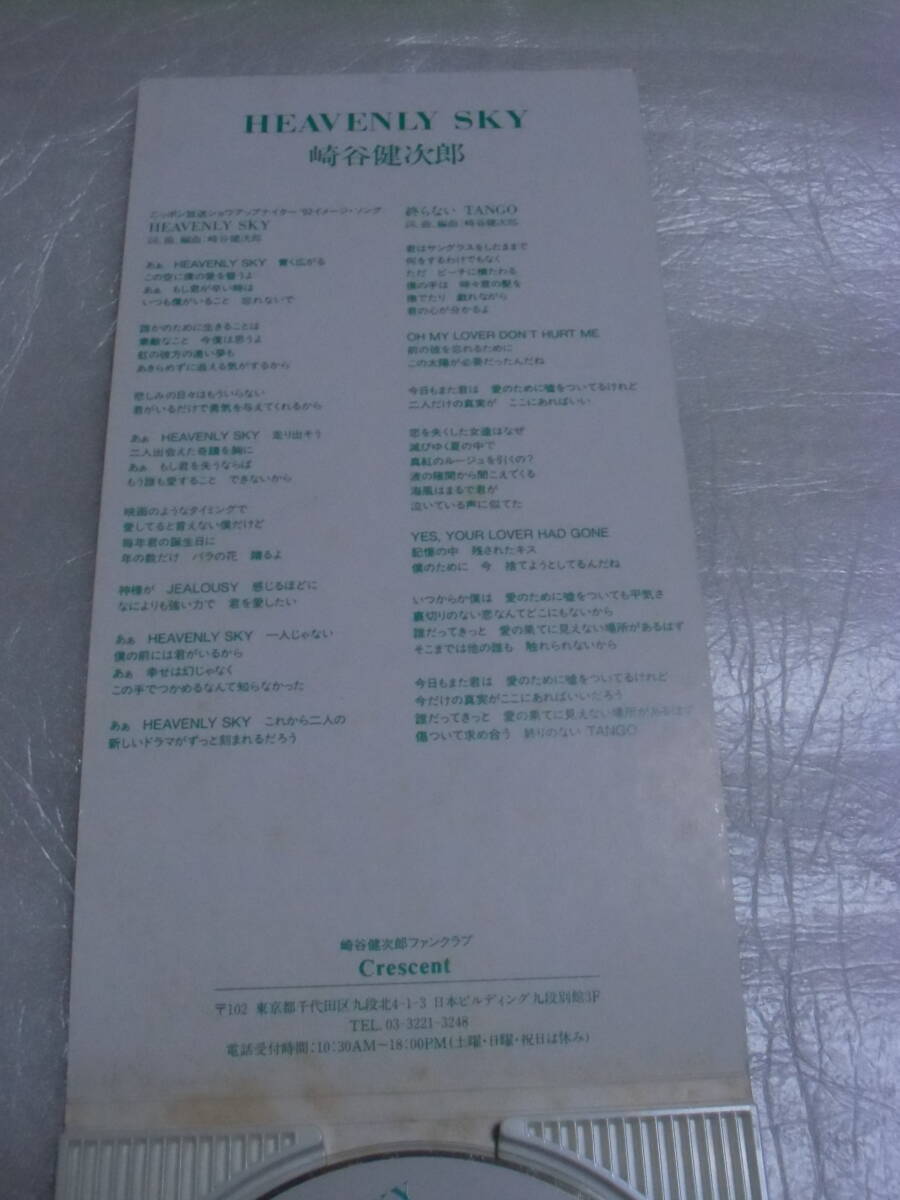 HEAVENLY SKY
崎谷健次郎
ニッポン放送ショウアップナイター '92イメージ・ソング
HEAVENLY SKY
詞、曲、編曲：崎谷健次郎
あぁ HEAVENLY SKY 青く広がる
この空に僕の愛を誓うよ
あぁ もし君が辛い時は
いつも僕がいること 忘れないで
誰かのために生きることは
素敵なこと 今僕は思うよ
虹の彼方の遠い夢も
あきらめずに追える気がするから
悲しみの日々はもういらない
君がいるだけで勇気を与えてくれるから
あぁ HEAVENLY SKY 走り出そう
二人出会えた奇蹟を胸に
あぁ もし君を失うならば
もう誰も愛すること できないから
映画のようなタイミングで
愛してると言えない僕だけど
毎年君の誕生日に
年の数だけ バラの花 贈るよ
神様が JEALOUSY 感じるほどに
なによりも強い力で 君を愛したい
あぁ HEAVENLY SKY 一人じゃない
僕の前には君がいるから
あぁ 幸せは幻じゃなく
この手でつかめるなんて知らなかった
あぁ HEAVENLY SKY これから二人の
新しいドラマがずっと刻まれるだろう
終らない TANGO
詞、曲、編曲：崎谷健次郎
君はサングラスをしたままで
何をするわけでもなく
ただ ビーチに横たわる
僕の手は 時々君の髪を
撫でたり 戯れながら
君の心が分かるよ
OH MY LOVER DON'T HURT ME
前の彼を忘れるために
この太陽が必要だったんだね
今日もまた君は 愛のために嘘をついてるけれど
二人だけの真実が ここにあればいい
恋を失くした女達はなぜ
滅びゆく夏の中で
真紅のルージュを引くの?
波の隙間から聞こえてくる
海風はまるで君が
泣いている声に似てた
YES, YOUR LOVER HAD GONE
記憶の中 残されたキス
僕のために 今 捨てようとしてるんだね
いつからか僕は 愛のために嘘をついても平気さ
裏切りのない恋なんてどこにもないから
誰だってきっと 愛の果てに見えない場所があるはず
そこまでは他の誰も 触れられないから
今日もまた君は 愛のために嘘をついてるけれど
今だけの真実がここにあればいいだろう
誰だってきっと 愛の果てに見えない場所があるはず
傷ついて求め合う 終りのない TANGO
崎谷健次郎ファンクラブ
Crescent
〒102 東京都千代田区九段北4-1-3 日本ビルディング九段別館3F
TEL. 03-3221-3248
電話受付時間：10：30AM〜18：00PM（土曜・日曜・祝日は休み）